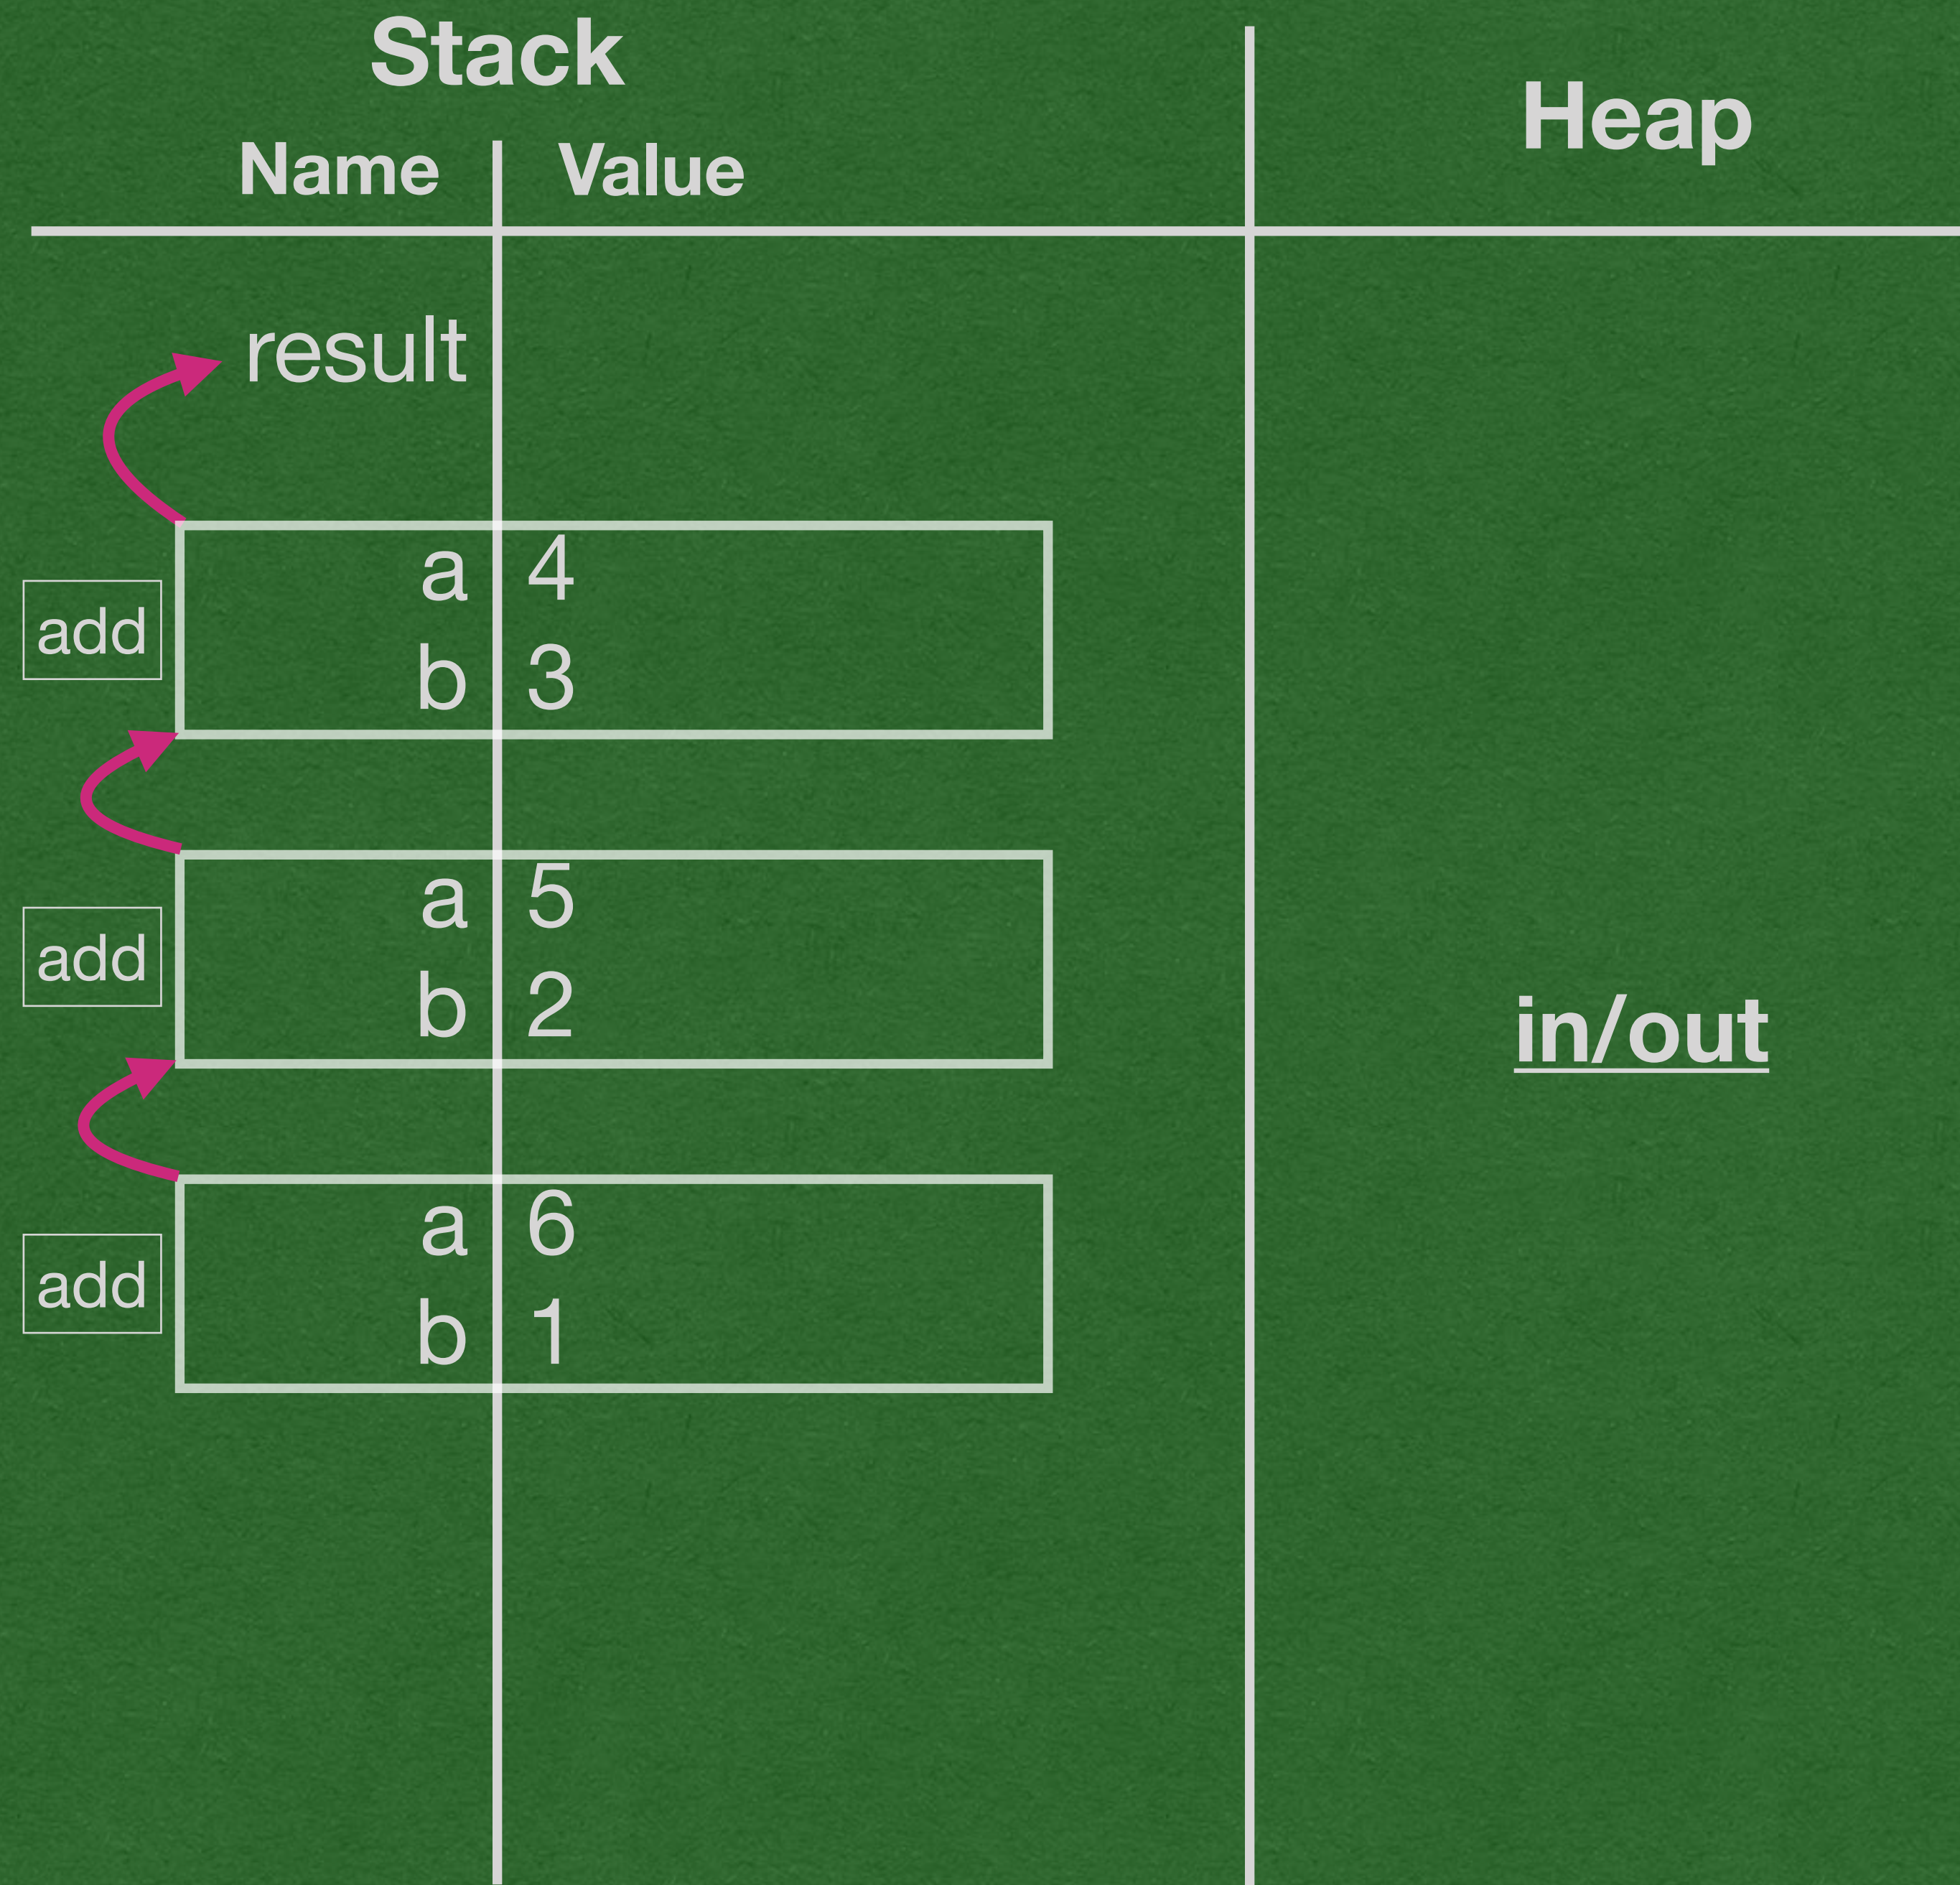 Stack
Heap
Name Value
result
add
a 4
b 3
add
a 5
b 2
in/out
add
a 6
b 1